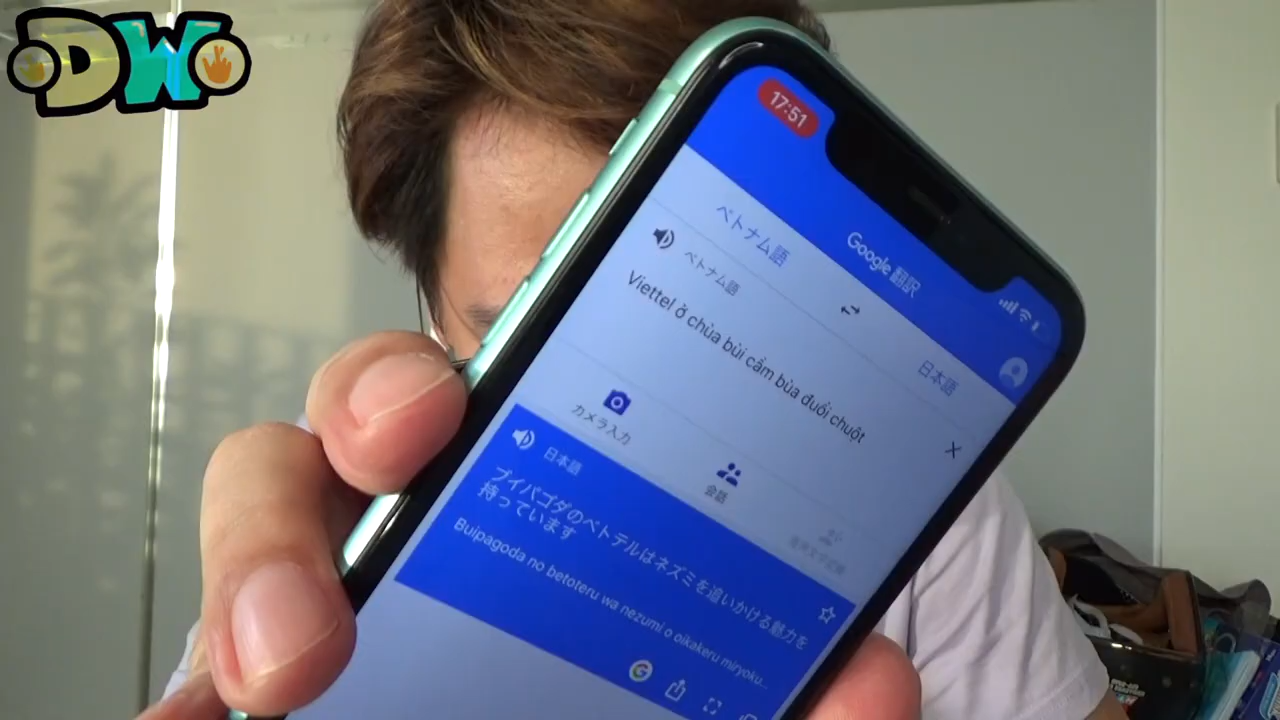 DW
17:51
Google 翻訳
ベトナム語
日本語
ベトナム語
Viettel ở chùa bùi cầm bùa đuổi chuột
カメラ入力
会話
日本語
ブイパゴダのベトテルはネズミを追いかける魅力を
持っています
Buipagoda no betoteru wa nezumi o oikakeru miryoku...